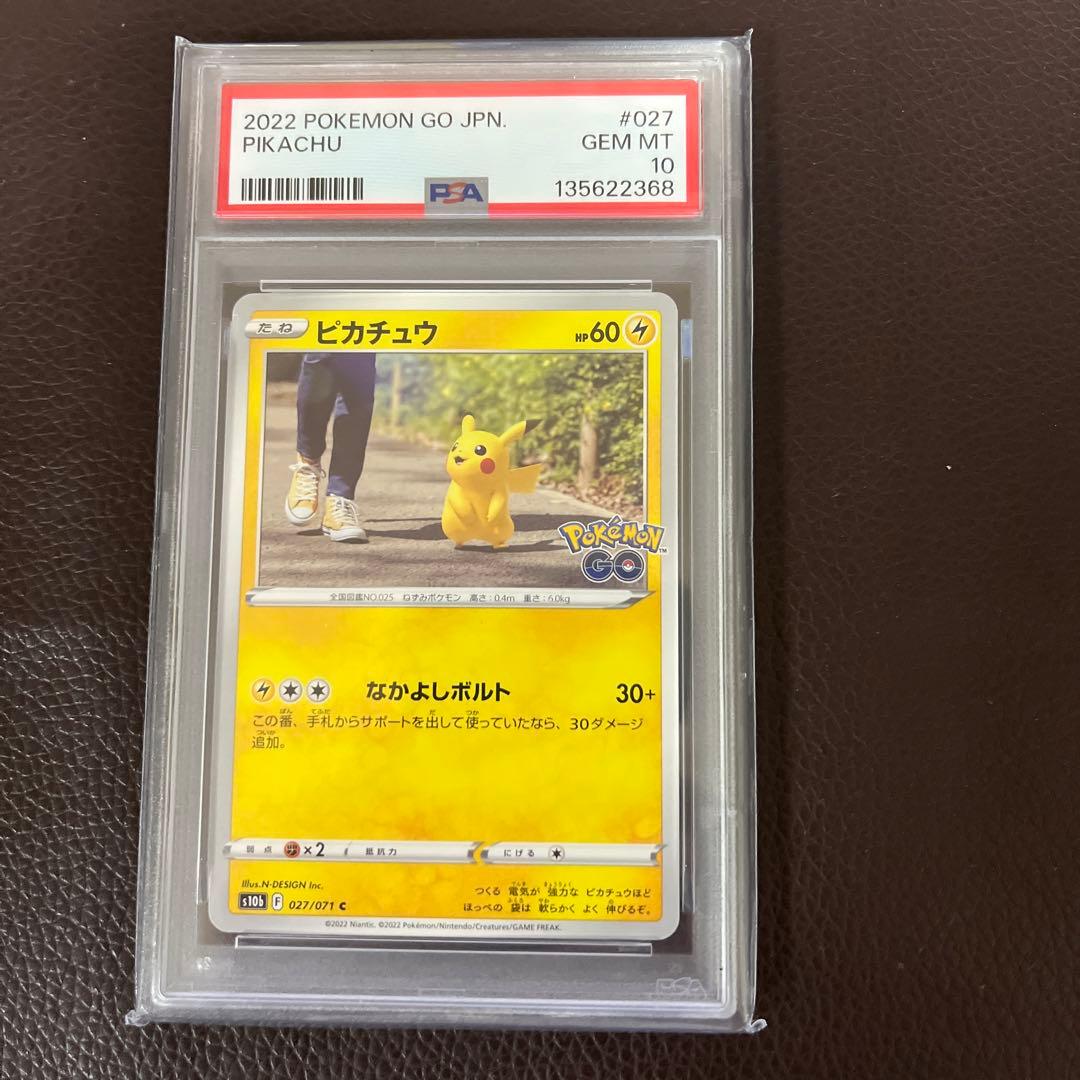 2022 POKEMON GO JPN. #027
PIKACHU GEM MT
10
PSA 135622368
たね ピカチュウ HP60
Pokémon GO™
全国図鑑NO.025 ねずみポケモン 高さ:0.4m 重さ:6.0kg
なかよしボルト 30+
この番、手札からサポートを出して使っていたなら、30ダメージ
追加。
弱点 ×2 抵抗力 にげる
Illus.N-DESIGN Inc.
s10b F 027/071 C
つくる 電気が 強力な ピカチュウほど
ほっぺの 袋は 軟らかく よく 伸びるぞ。
©2022 Niantic. ©2022 Pokémon/Nintendo/Creatures/GAME FREAK.
PSA